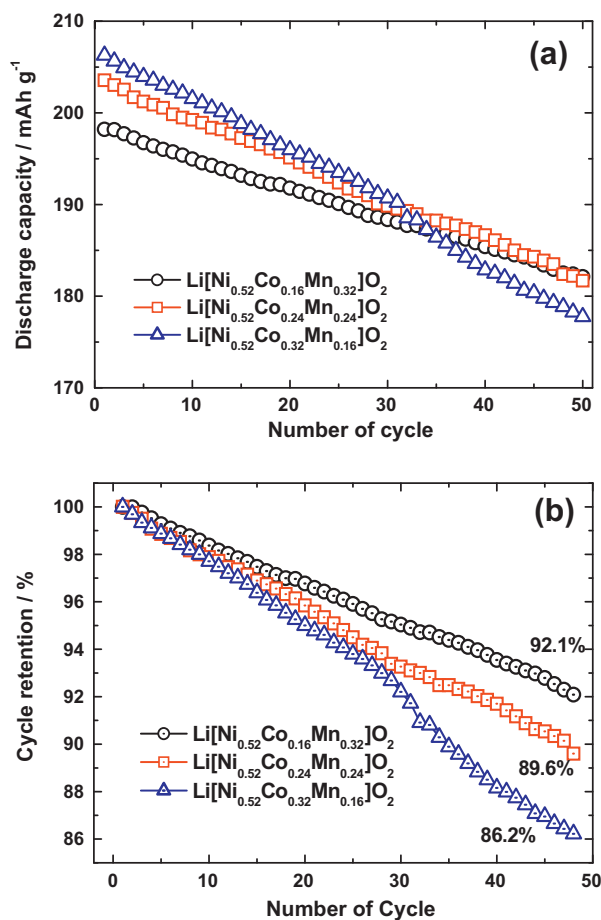 (a)
Discharge capacity / mAh g⁻¹
210
200
190
180
170
Li[Ni₀.₅₂Co₀.₁₆Mn₀.₃₂]O₂
Li[Ni₀.₅₂Co₀.₂₄Mn₀.₂₄]O₂
Li[Ni₀.₅₂Co₀.₃₂Mn₀.₁₆]O₂
0 10 20 30 40 50
Number of cycle
(b)
Cycle retention / %
100
98
96
94
92
90
88
86
92.1%
89.6%
86.2%
Li[Ni₀.₅₂Co₀.₁₆Mn₀.₃₂]O₂
Li[Ni₀.₅₂Co₀.₂₄Mn₀.₂₄]O₂
Li[Ni₀.₅₂Co₀.₃₂Mn₀.₁₆]O₂
0 10 20 30 40 50
Number of Cycle